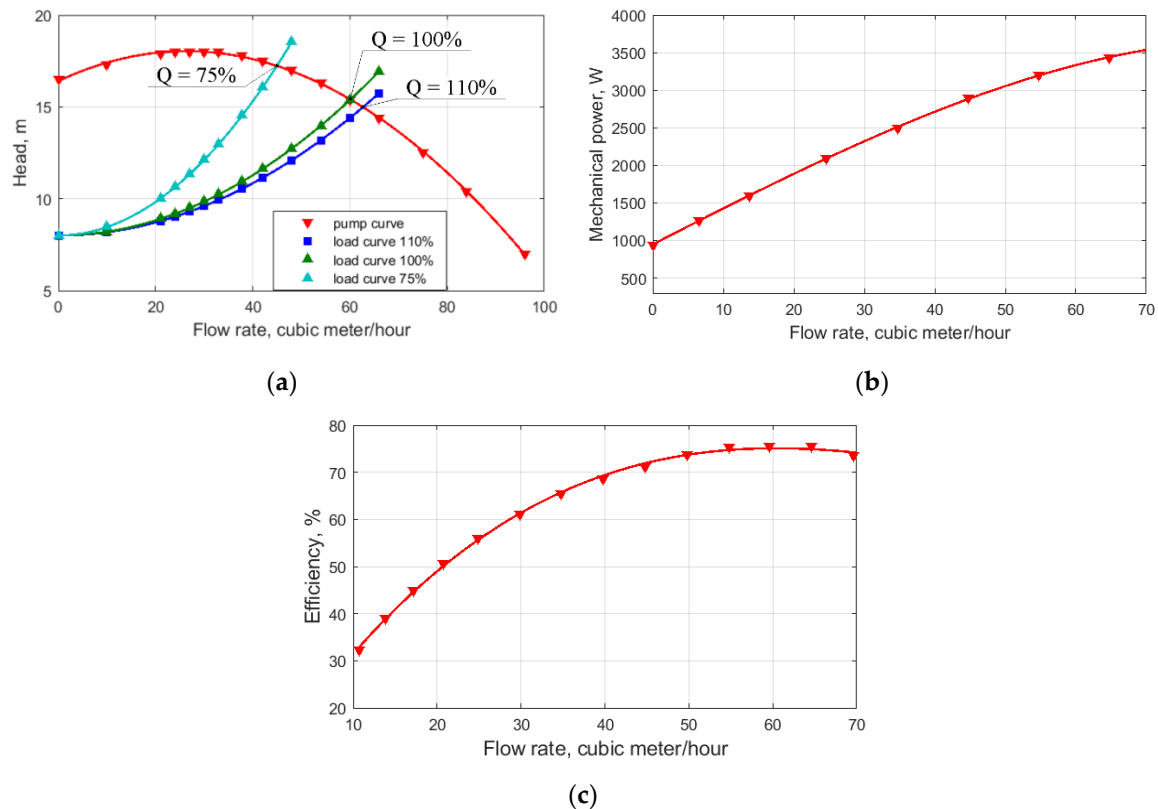 20
15
10
5
Head, m
0
20
40
60
80
100
Flow rate, cubic meter/hour
Q = 75%
Q = 100%
Q = 110%
pump curve
load curve 110%
load curve 100%
load curve 75%
(a)
4000
3500
3000
2500
2000
1500
1000
500
Mechanical power, W
0
10
20
30
40
50
60
70
Flow rate, cubic meter/hour
(b)
80
70
60
50
40
30
20
Efficiency, %
10
20
30
40
50
60
70
Flow rate, cubic meter/hour
(c)